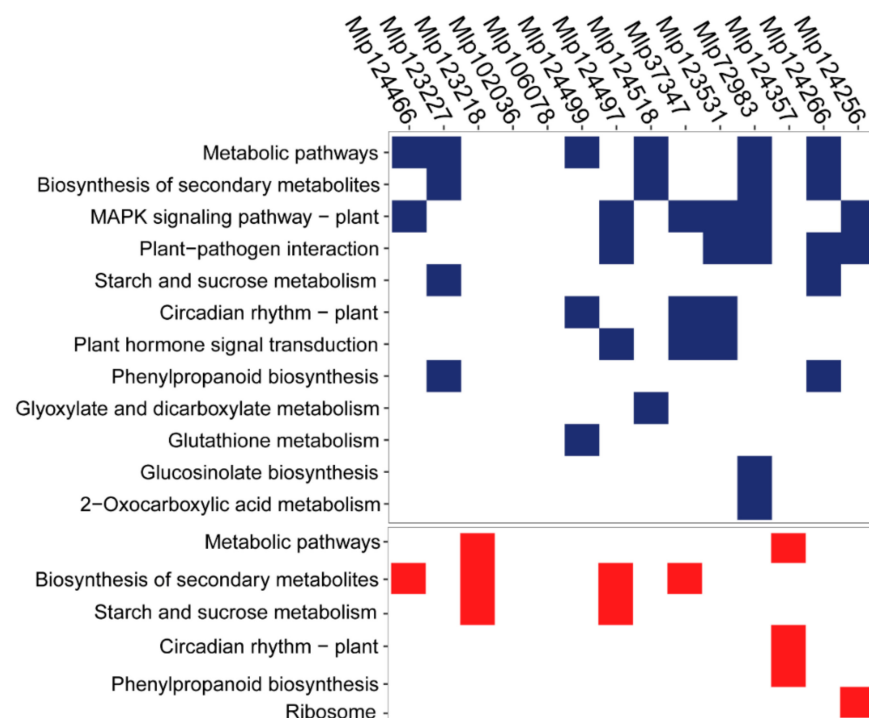 Mlp124466
Mlp123227
Mlp123218
Mlp102036
Mlp106078
Mlp124499
Mlp124497
Mlp124518
Mlp37347
Mlp123531
Mlp72983
Mlp124357
Mlp124266
Mlp124256
Metabolic pathways
Biosynthesis of secondary metabolites
MAPK signaling pathway − plant
Plant−pathogen interaction
Starch and sucrose metabolism
Circadian rhythm − plant
Plant hormone signal transduction
Phenylpropanoid biosynthesis
Glyoxylate and dicarboxylate metabolism
Glutathione metabolism
Glucosinolate biosynthesis
2−Oxocarboxylic acid metabolism
Metabolic pathways
Biosynthesis of secondary metabolites
Starch and sucrose metabolism
Circadian rhythm − plant
Phenylpropanoid biosynthesis
Ribosome